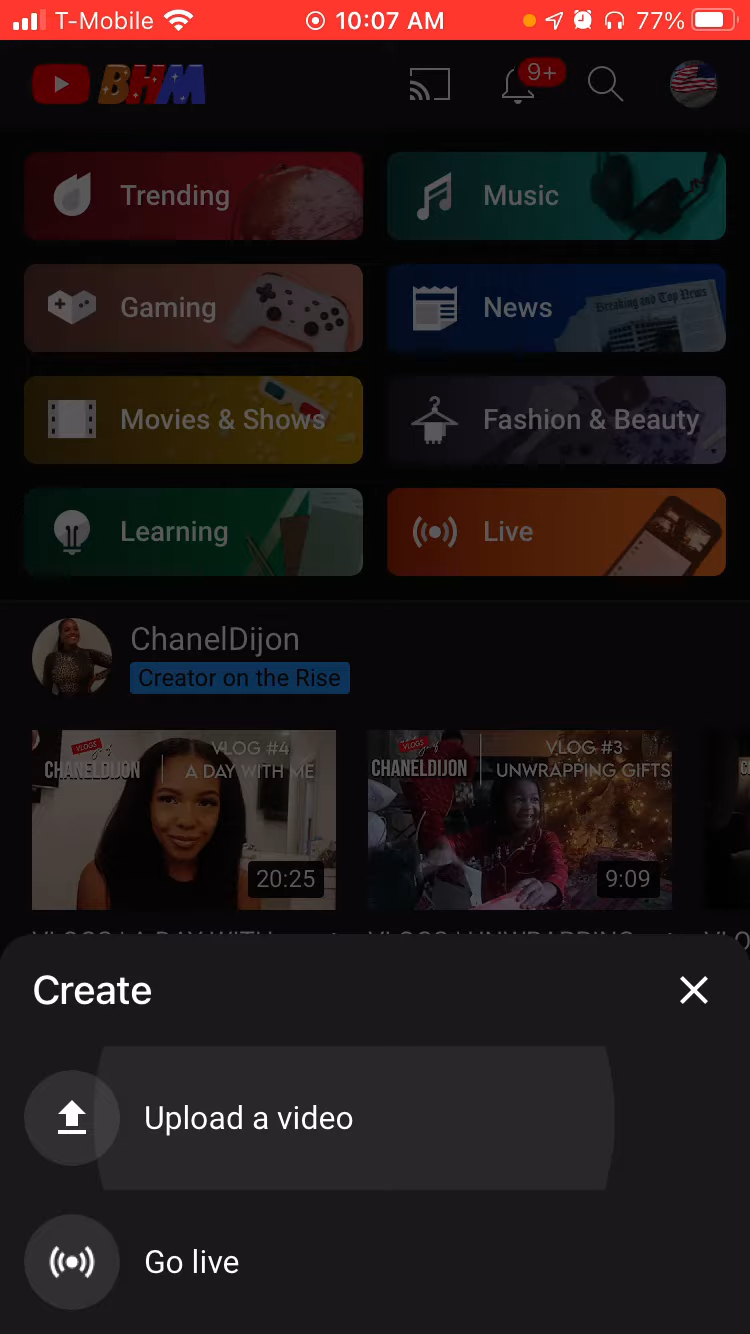 T-Mobile 10:07 AM 77%
BHM 9+
Trending Music
Gaming News
Breaking and Top News
Movies & Shows Fashion & Beauty
Learning Live
ChanelDijon
Creator on the Rise
VLOGS VLOG #4 VLOGS VLOG #3
CHANELDIJON A DAY WITH ME CHANELDIJON UNWRAPPING GIFTS
20:25 9:09
Create
Upload a video
Go live